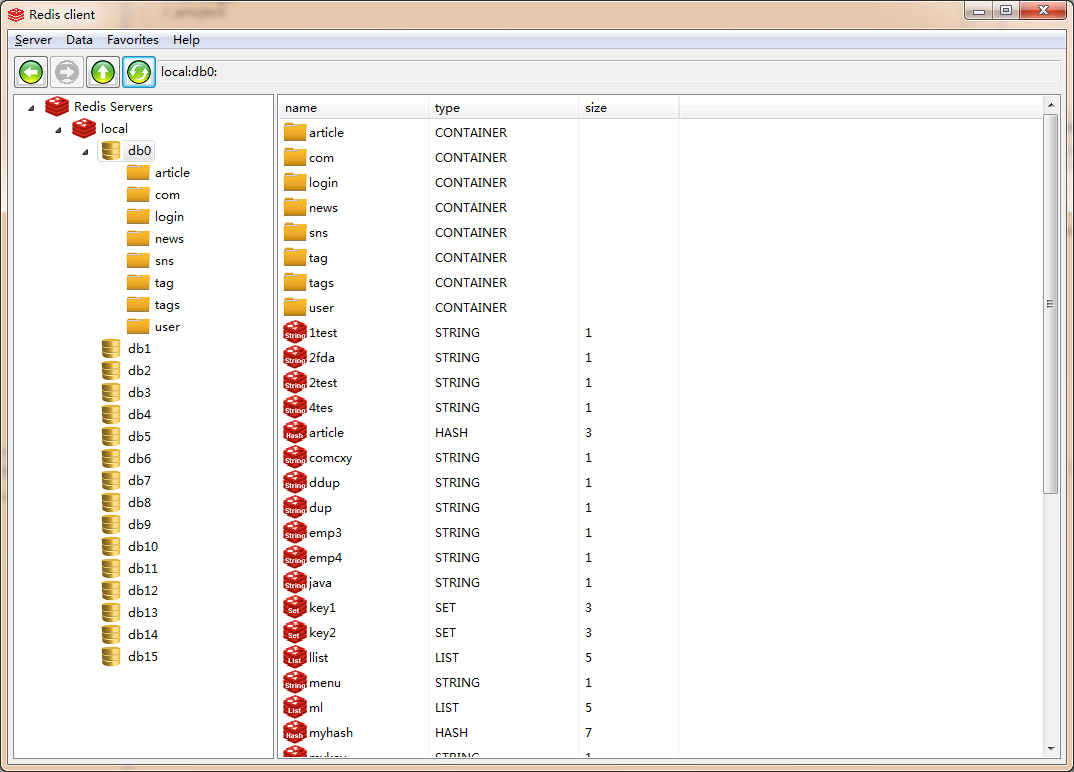 Redis client
Server Data Favorites Help
local:db0:
Redis Servers
local
db0
article
com
login
news
sns
tag
tags
user
db1
db2
db3
db4
db5
db6
db7
db8
db9
db10
db11
db12
db13
db14
db15
name type size
article CONTAINER
com CONTAINER
login CONTAINER
news CONTAINER
sns CONTAINER
tag CONTAINER
tags CONTAINER
user CONTAINER
String 1test STRING 1
String 2fda STRING 1
String 2test STRING 1
String 4tes STRING 1
Hash article HASH 3
String comcxy STRING 1
String ddup STRING 1
String dup STRING 1
String emp3 STRING 1
String emp4 STRING 1
String java STRING 1
Set key1 SET 3
Set key2 SET 3
List llist LIST 5
String menu STRING 1
List ml LIST 5
Hash myhash HASH 7
mykey STRING 1